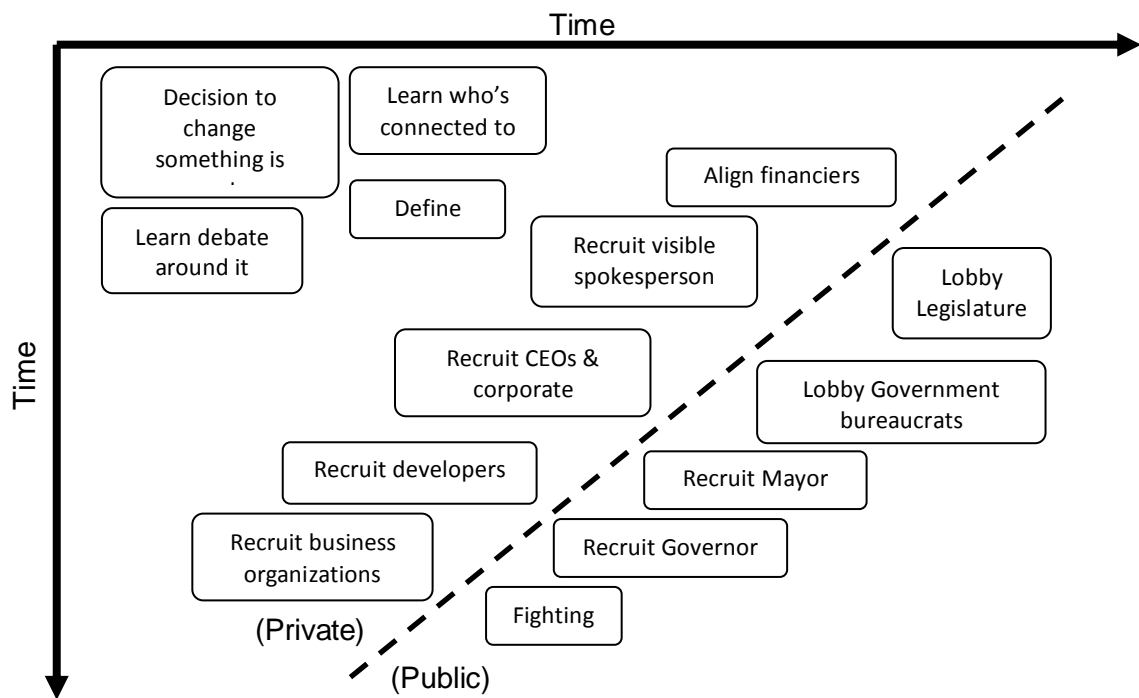 Time
Decision to
change
something is
Learn who's
connected to
Define
Learn debate
around it
Align financiers
Recruit visible
spokesperson
Lobby
Legislature
Time
Recruit CEOs &
corporate
Lobby Government
bureaucrats
Recruit developers
Recruit Mayor
Recruit business
organizations
Recruit Governor
Fighting
(Private)
(Public)